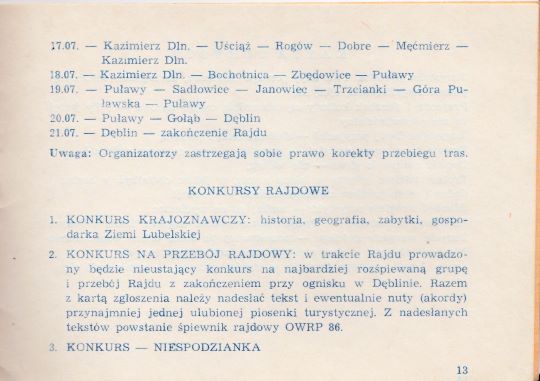 17.07. — Kazimierz Dln. — Uściąż — Rogów — Dobre — Męćmierz —
Kazimierz Dln.
18.07. — Kazimierz Dln. — Bochotnica — Zbędowice — Puławy
19.07. — Puławy — Sadłowice — Janowiec — Trzcianki — Góra Pu-
ławska — Puławy
20.07. — Puławy — Gołąb — Dęblin
21.07. — Dęblin — zakończenie Rajdu
Uwaga: Organizatorzy zastrzegają sobie prawo korekty przebiegu tras.
KONKURSY RAJDOWE
1. KONKURS KRAJOZNAWCZY: historia, geografia, zabytki, gospo-
darka Ziemi Lubelskiej
2. KONKURS NA PRZEBÓJ RAJDOWY: w trakcie Rajdu prowadzo-
ny będzie nieustający konkurs na najbardziej rozśpiewaną grupę
i przebój Rajdu z zakończeniem przy ognisku w Dęblinie. Razem
z kartą zgłoszenia należy nadesłać tekst i ewentualnie nuty (akordy)
przynajmniej jednej ulubionej piosenki turystycznej. Z nadesłanych
tekstów powstanie śpiewnik rajdowy OWRP 86.
3. KONKURS — NIESPODZIANKA
13